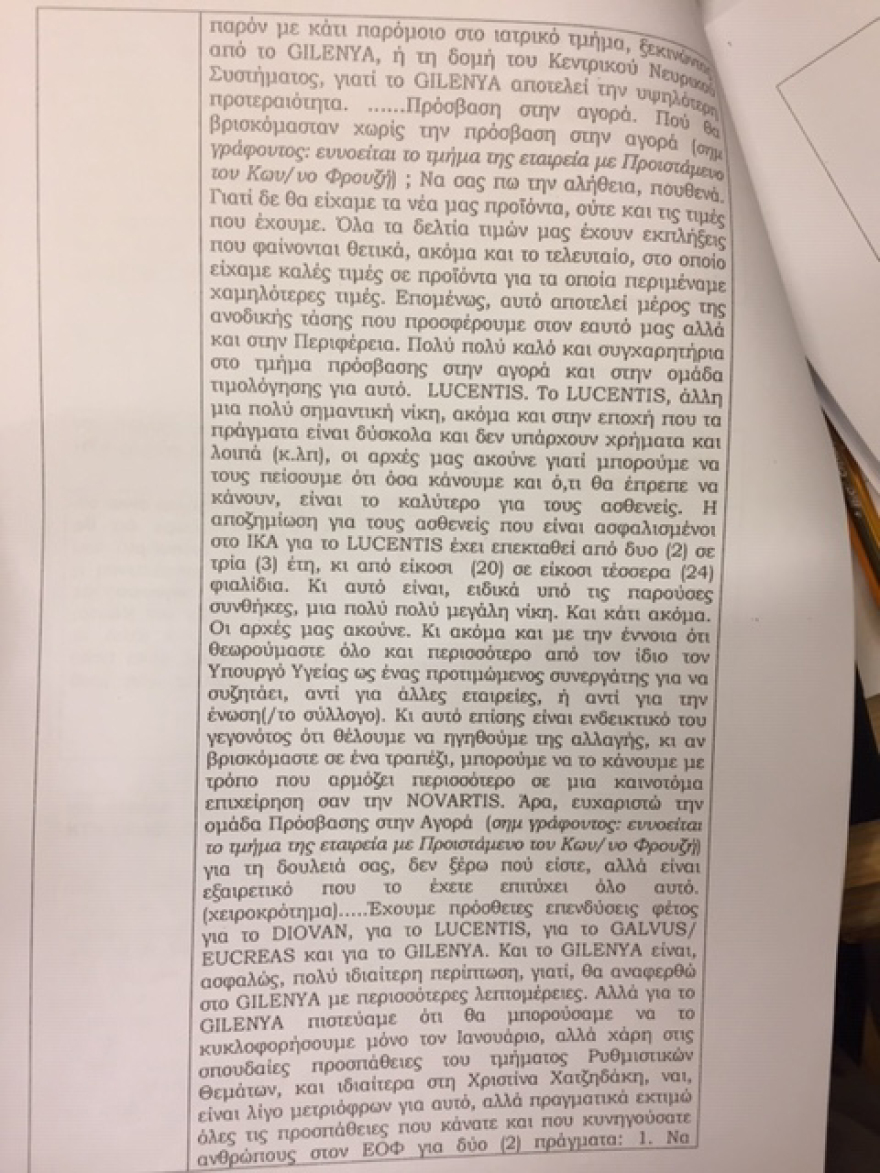 παρόν με κάτι παρόμοιο στο ιατρικό τμήμα, ξεκινώντας
από το GILENYA, ή τη δομή του Κεντρικού Νευρικού
Συστήματος, γιατί το GILENYA αποτελεί την υψηλότερη
προτεραιότητα. ......Πρόσβαση στην αγορά. Πού θα
βρισκόμασταν χωρίς την πρόσβαση στην αγορά (σημ
γράφοντος: εννοείται το τμήμα της εταιρεία με Προιστάμενο
τον Κων/νο Φρουζή) ; Να σας πω την αλήθεια, πουθενά.
Γιατί δε θα είχαμε τα νέα μας προϊόντα, ούτε και τις τιμές
που έχουμε. Όλα τα δελτία τιμών μας έχουν εκπλήξεις
που φαίνονται θετικά, ακόμα και το τελευταίο, στο οποίο
είχαμε καλές τιμές σε προϊόντα για τα οποία περιμέναμε
χαμηλότερες τιμές. Επομένως, αυτό αποτελεί μέρος της
ανοδικής τάσης που προσφέρουμε στον εαυτό μας αλλά
και στην Περιφέρεια. Πολύ πολύ καλό και συγχαρητήρια
στο τμήμα πρόσβασης στην αγορά και στην ομάδα
τιμολόγησης για αυτό. LUCENTIS. Το LUCENTIS, άλλη
μια πολύ σημαντική νίκη, ακόμα και στην εποχή που τα
πράγματα είναι δύσκολα και δεν υπάρχουν χρήματα και
λοιπά (κ.λπ), οι αρχές μας ακούνε γιατί μπορούμε να
τους πείσουμε ότι όσα κάνουμε και ό,τι θα έπρεπε να
κάνουν, είναι το καλύτερο για τους ασθενείς. Η
αποζημίωση για τους ασθενείς που είναι ασφαλισμένοι
στο ΙΚΑ για το LUCENTIS έχει επεκταθεί από δυο (2) σε
τρία (3) έτη, κι από είκοσι (20) σε είκοσι τέσσερα (24)
φιαλίδια. Κι αυτό είναι, ειδικά υπό τις παρούσες
συνθήκες, μια πολύ πολύ μεγάλη νίκη. Και κάτι ακόμα.
Οι αρχές μας ακούνε. Κι ακόμα και με την έννοια ότι
θεωρούμαστε όλο και περισσότερο από τον ίδιο τον
Υπουργό Υγείας ως ένας προτιμώμενος συνεργάτης για να
συζητάει, αντί για άλλες εταιρείες, ή αντί για την
ένωση(/το σύλλογο). Κι αυτό επίσης είναι ενδεικτικό του
γεγονότος ότι θέλουμε να ηγηθούμε της αλλαγής, κι αν
βρισκόμαστε σε ένα τραπέζι, μπορούμε να το κάνουμε με
τρόπο που αρμόζει περισσότερο σε μια καινοτόμα
επιχείρηση σαν την NOVARTIS. Άρα, ευχαριστώ την
ομάδα Πρόσβασης στην Αγορά (σημ γράφοντος: εννοείται
το τμήμα της εταιρεία με Προιστάμενο τον Κων/νο Φρουζή)
για τη δουλειά σας, δεν ξέρω πού είστε, αλλά είναι
εξαιρετικό που το έχετε επιτύχει όλο αυτό.
(χειροκρότημα).....Έχουμε πρόσθετες επενδύσεις φέτος
για το DIOVAN, για το LUCENTIS, για το GALVUS/
EUCREAS και για το GILENYA. Και το GILENYA είναι,
ασφαλώς, πολύ ιδιαίτερη περίπτωση, γιατί, θα αναφερθώ
στο GILENYA με περισσότερες λεπτομέρειες. Αλλά για το
GILENYA πιστεύαμε ότι θα μπορούσαμε να το
κυκλοφορήσουμε μόνο τον Ιανουάριο, αλλά χάρη στις
σπουδαίες προσπάθειες του τμήματος Ρυθμιστικών
Θεμάτων, και ιδιαίτερα στη Χριστίνα Χατζηδάκη, ναι,
είναι λίγο μετριόφρων για αυτό, αλλά πραγματικά εκτιμώ
όλες τις προσπάθειες που κάνατε και που κυνηγούσατε
ανθρώπους στον ΕΟΦ για δύο (2) πράγματα: 1. Να